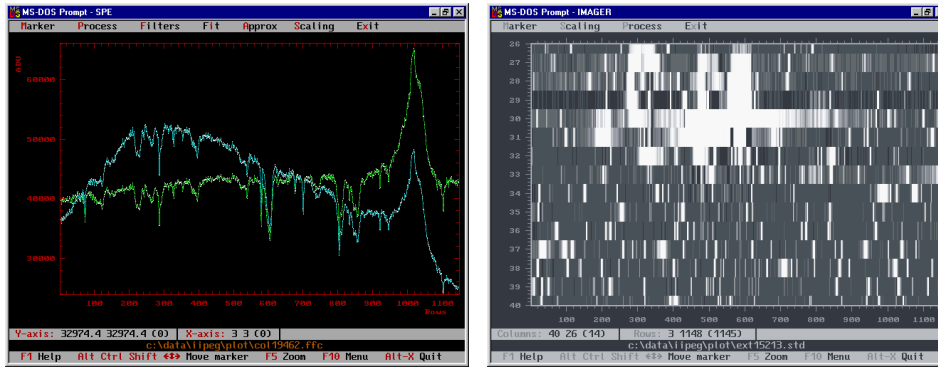 MS-DOS Prompt - SPE
Marker Process Filters Fit Approx Scaling Exit
ADU
60000
50000
40000
30000
100 200 300 400 500 600 700 800 900 1000 1100
Rows
Y-axis: 32974.4 32974.4 (0) X-axis: 3 3 (0)
c:\data\iipeg\plot\col19462.ffc
F1 Help Alt Ctrl Shift Move marker F5 Zoom F10 Menu Alt-X Quit
MS-DOS Prompt - IMAGER
Marker Scaling Process Exit
26
27
28
29
30
31
32
33
34
35
36
37
38
39
40
100 200 300 400 500 600 700 800 900 1000
Columns: 40 26 (14) Rows: 3 1148 (1145)
c:\data\iipeg\plot\ext15213.std
F1 Help Alt Ctrl Shift Move marker F5 Zoom F10 Menu Alt-X Quit